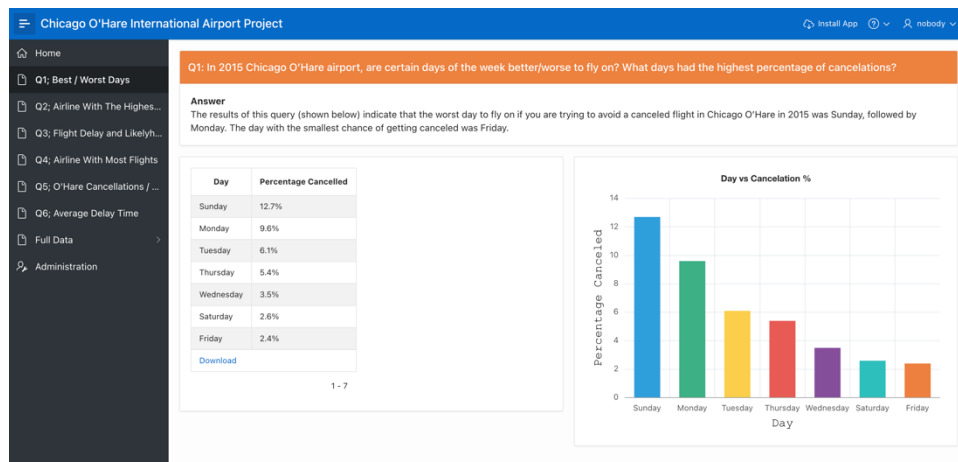 Chicago O'Hare International Airport Project
Install App
nobody
Home
Q1; Best / Worst Days
Q2; Airline With The Highes...
Q3; Flight Delay and Likelyh...
Q4; Airline With Most Flights
Q5; O'Hare Cancellations / ...
Q6; Average Delay Time
Full Data
Administration
Q1: In 2015 Chicago O'Hare airport, are certain days of the week better/worse to fly on? What days had the highest percentage of cancelations?
Answer
The results of this query (shown below) indicate that the worst day to fly on if you are trying to avoid a canceled flight in Chicago O'Hare in 2015 was Sunday, followed by
Monday. The day with the smallest chance of getting canceled was Friday.
Day Percentage Cancelled
Sunday 12.7%
Monday 9.6%
Tuesday 6.1%
Thursday 5.4%
Wednesday 3.5%
Saturday 2.6%
Friday 2.4%
Download
1 - 7
Day vs Cancelation %
Percentage Canceled
14
12
10
8
6
4
2
0
Sunday Monday Tuesday Thursday Wednesday Saturday Friday
Day